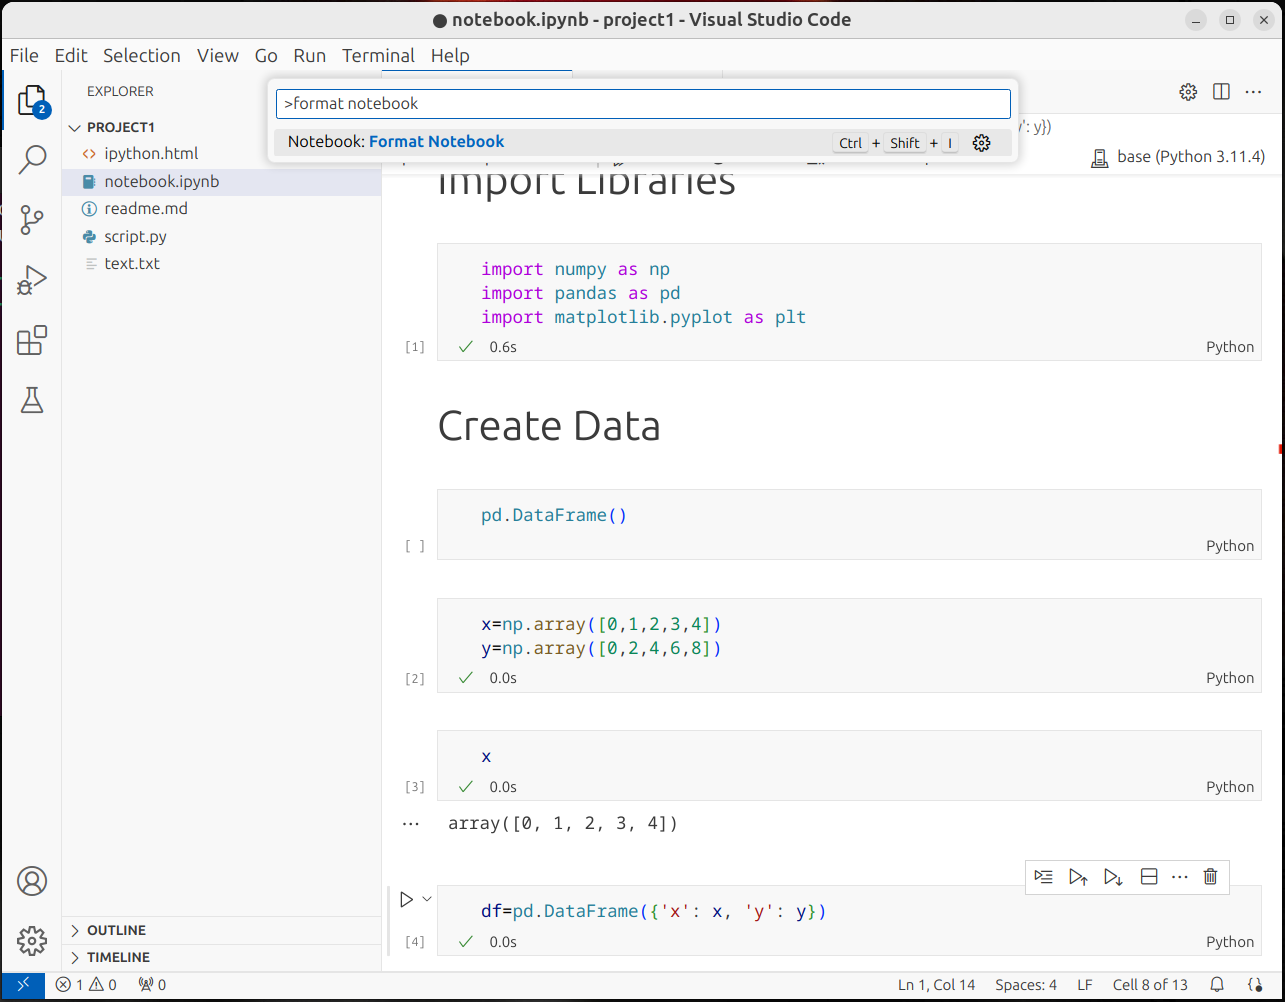 notebook.ipynb - project1 - Visual Studio Code
File Edit Selection View Go Run Terminal Help
2
EXPLORER
PROJECT1
ipython.html
notebook.ipynb
readme.md
script.py
text.txt
OUTLINE
TIMELINE
>format notebook
Notebook: Format Notebook Ctrl + Shift + I
y': y})
base (Python 3.11.4)
Import Libraries
import numpy as np
import pandas as pd
import matplotlib.pyplot as plt
[1] 0.6s Python
Create Data
pd.DataFrame()
[ ] Python
x=np.array([0,1,2,3,4])
y=np.array([0,2,4,6,8])
[2] 0.0s Python
x
[3] 0.0s Python
array([0, 1, 2, 3, 4])
df=pd.DataFrame({'x': x, 'y': y})
[4] 0.0s Python
1 0 0 Ln 1, Col 14 Spaces: 4 LF Cell 8 of 13